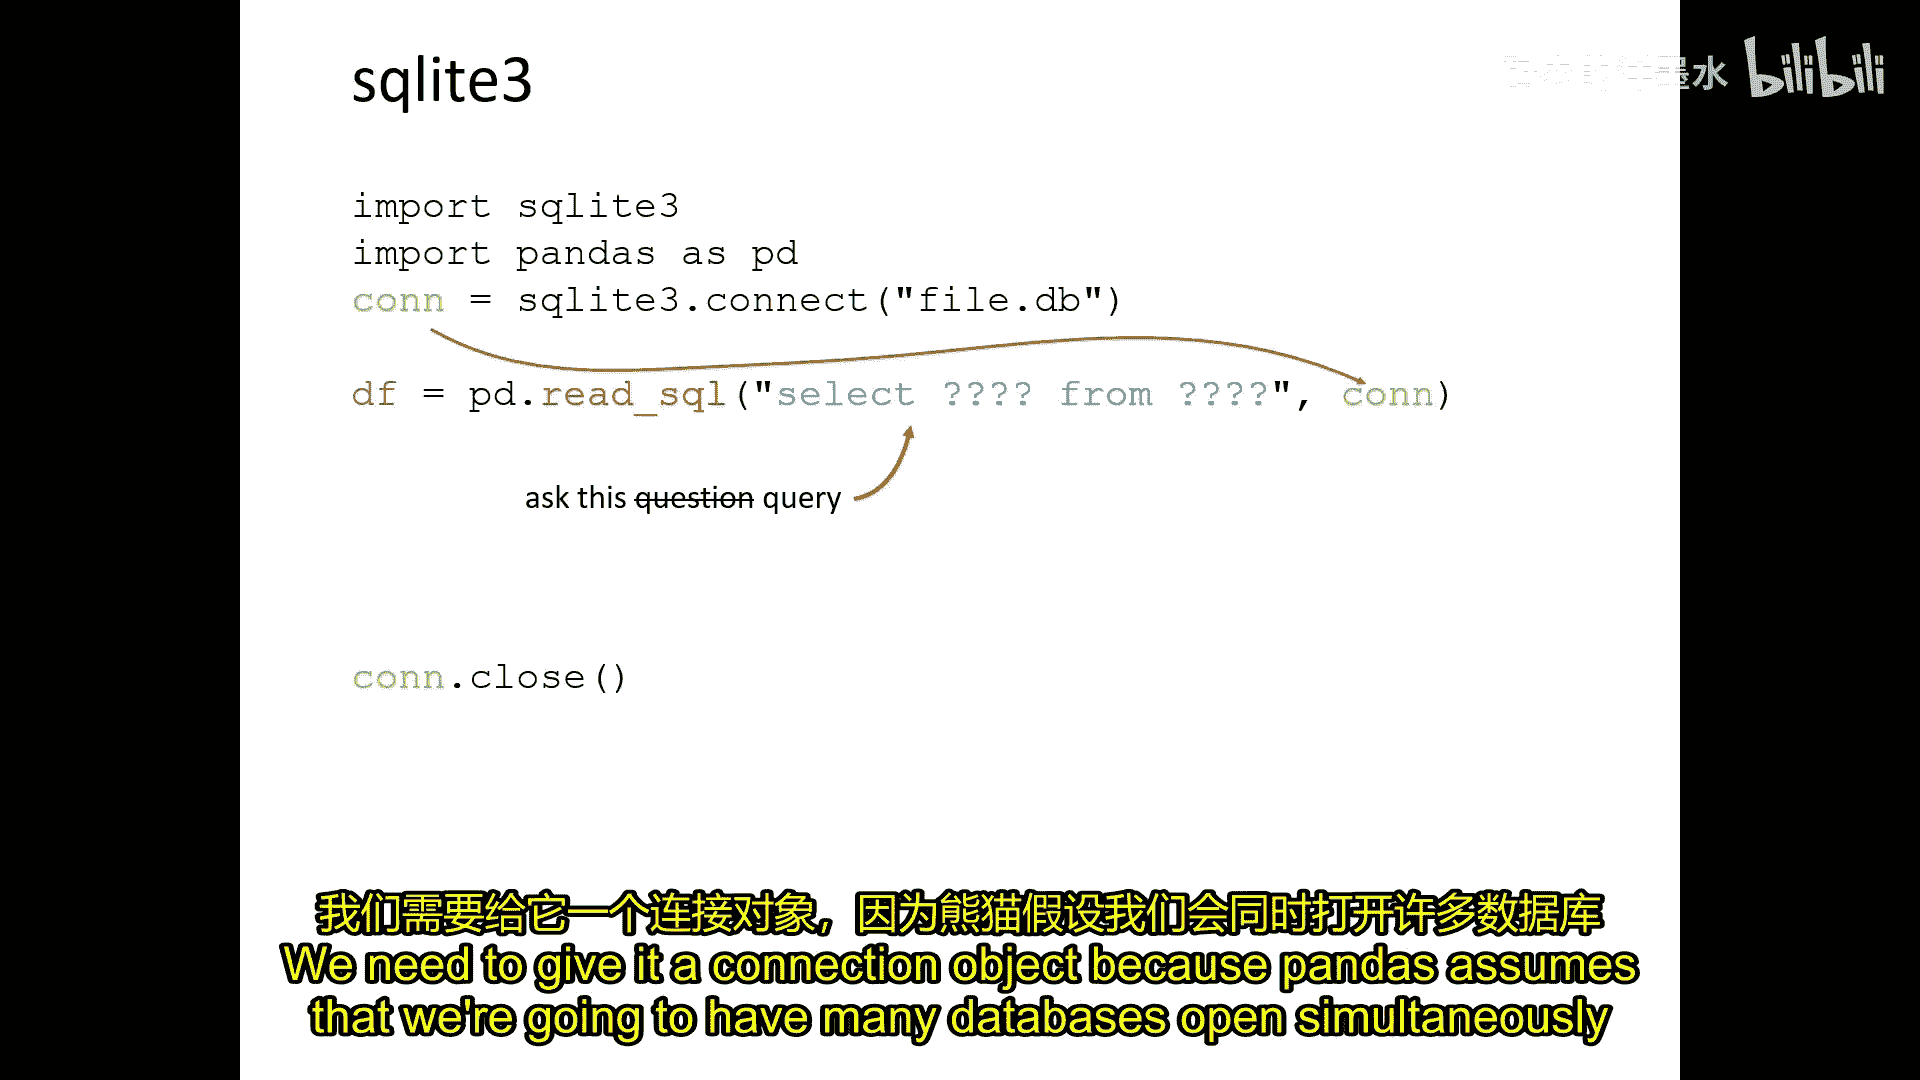 sqlite3
水 bilibili
import sqlite3
import pandas as pd
conn = sqlite3.connect("file.db")
df = pd.read_sql("select ???? from ????", conn)
ask this question query
conn.close()
我们需要给它一个连接对象，因为熊猫假设我们会同时打开许多数据库
We need to give it a connection object because pandas assumes
that we're going to have many databases open simultaneously